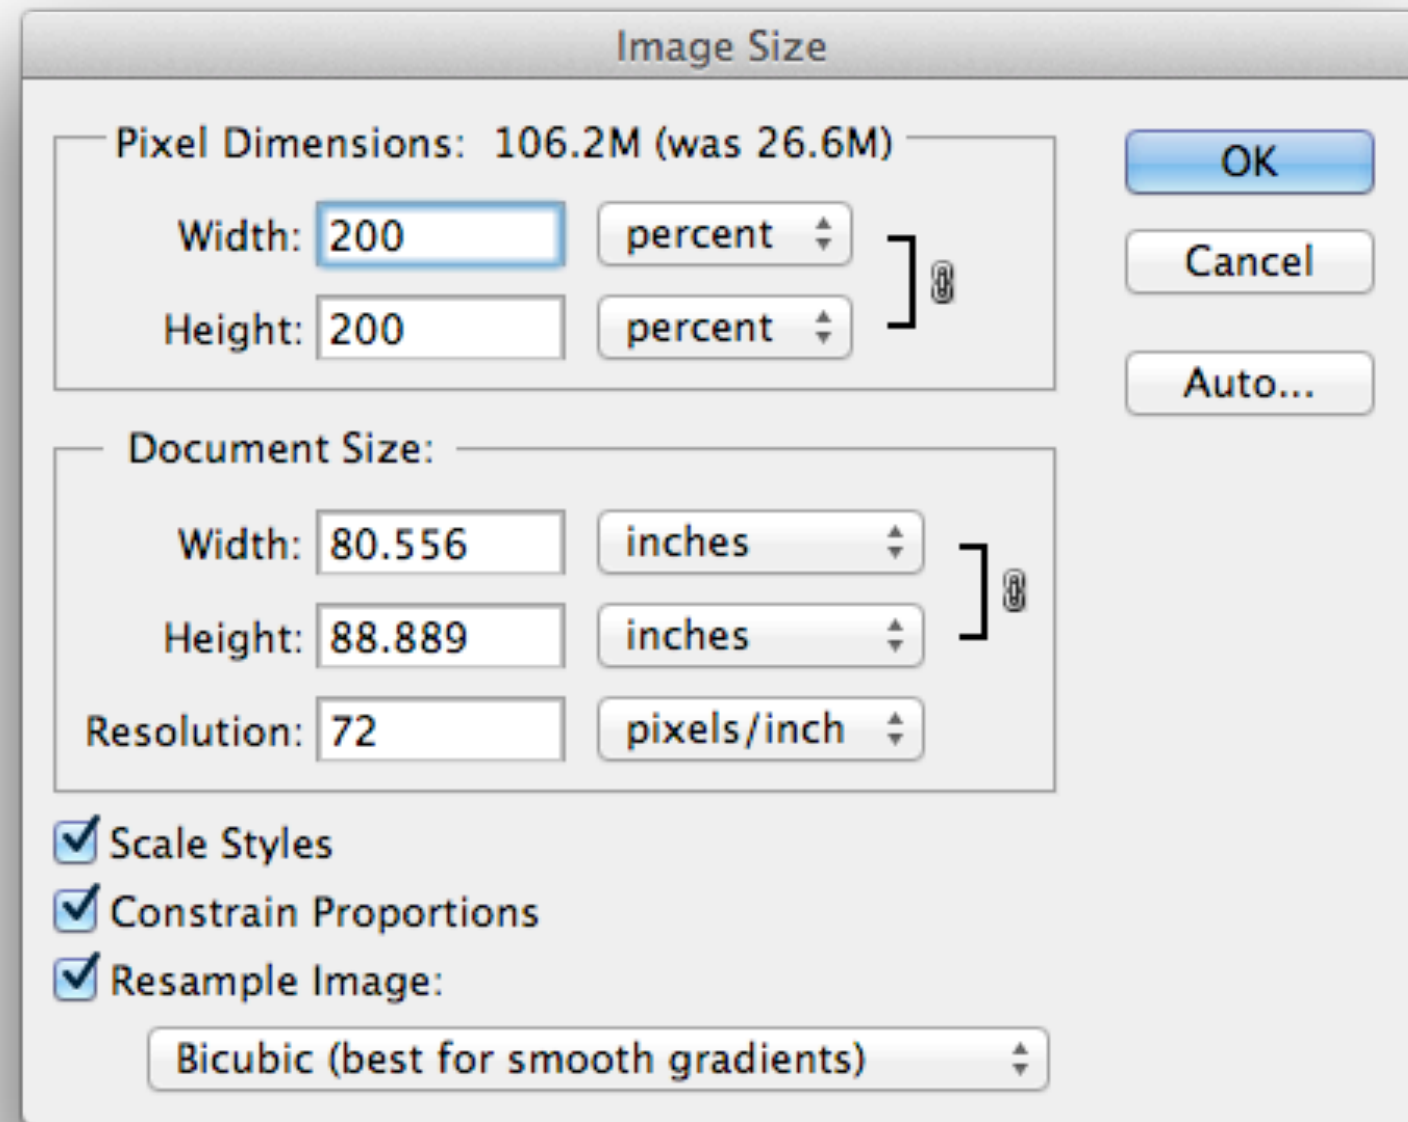 Image Size
Pixel Dimensions: 106.2M (was 26.6M)
OK
Width: 200 percent
Cancel
Height: 200 percent
Auto...
Document Size:
Width: 80.556 inches
Height: 88.889 inches
Resolution: 72 pixels/inch
Scale Styles
Constrain Proportions
Resample Image:
Bicubic (best for smooth gradients)